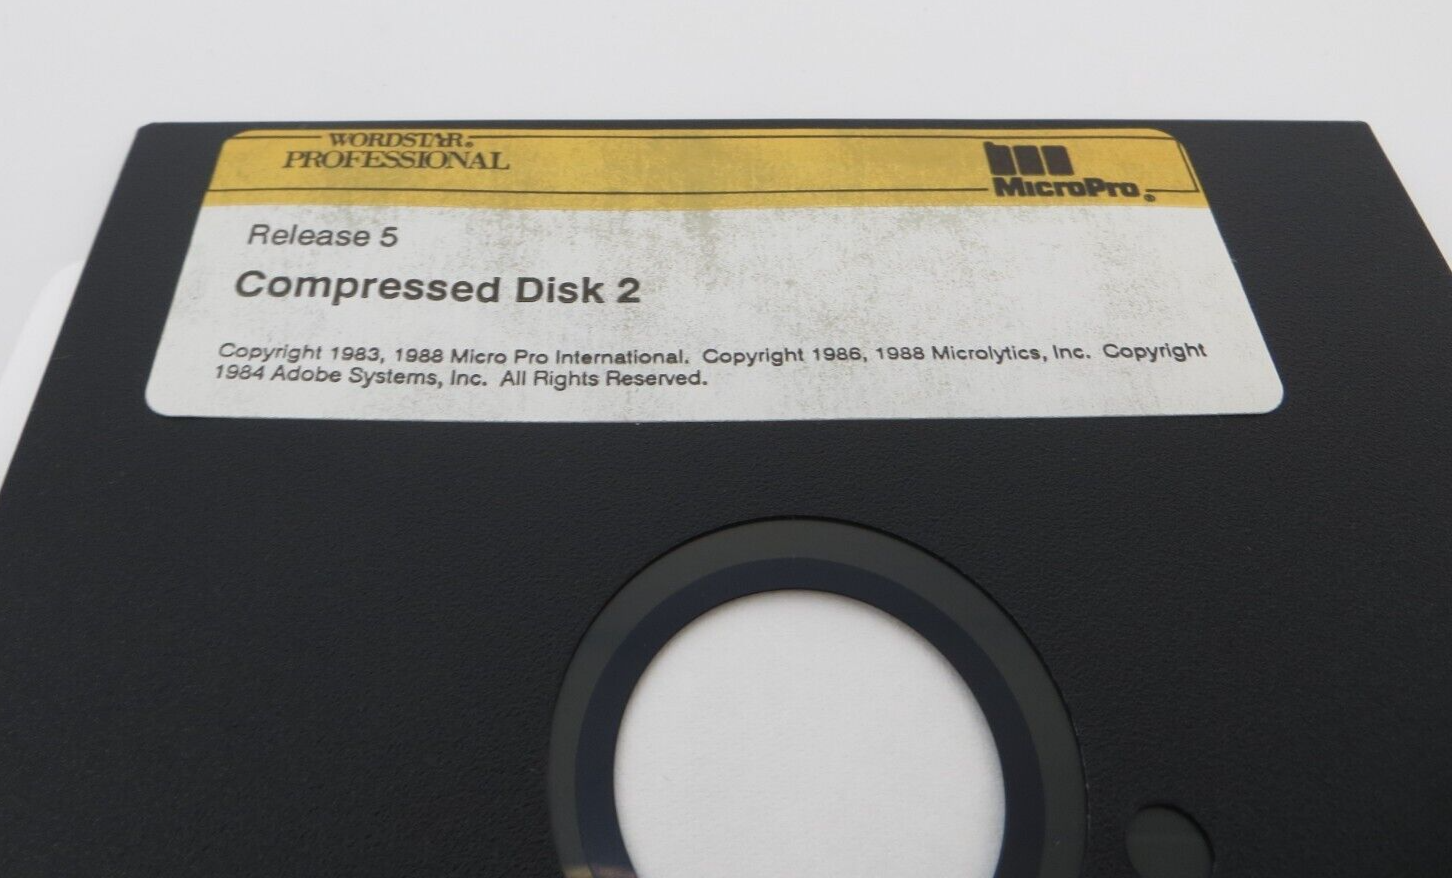 WORDSTAR®
PROFESSIONAL
MicroPro®
Release 5
Compressed Disk 2
Copyright 1983, 1988 Micro Pro International. Copyright 1986, 1988 Microlytics, Inc. Copyright
1984 Adobe Systems, Inc. All Rights Reserved.